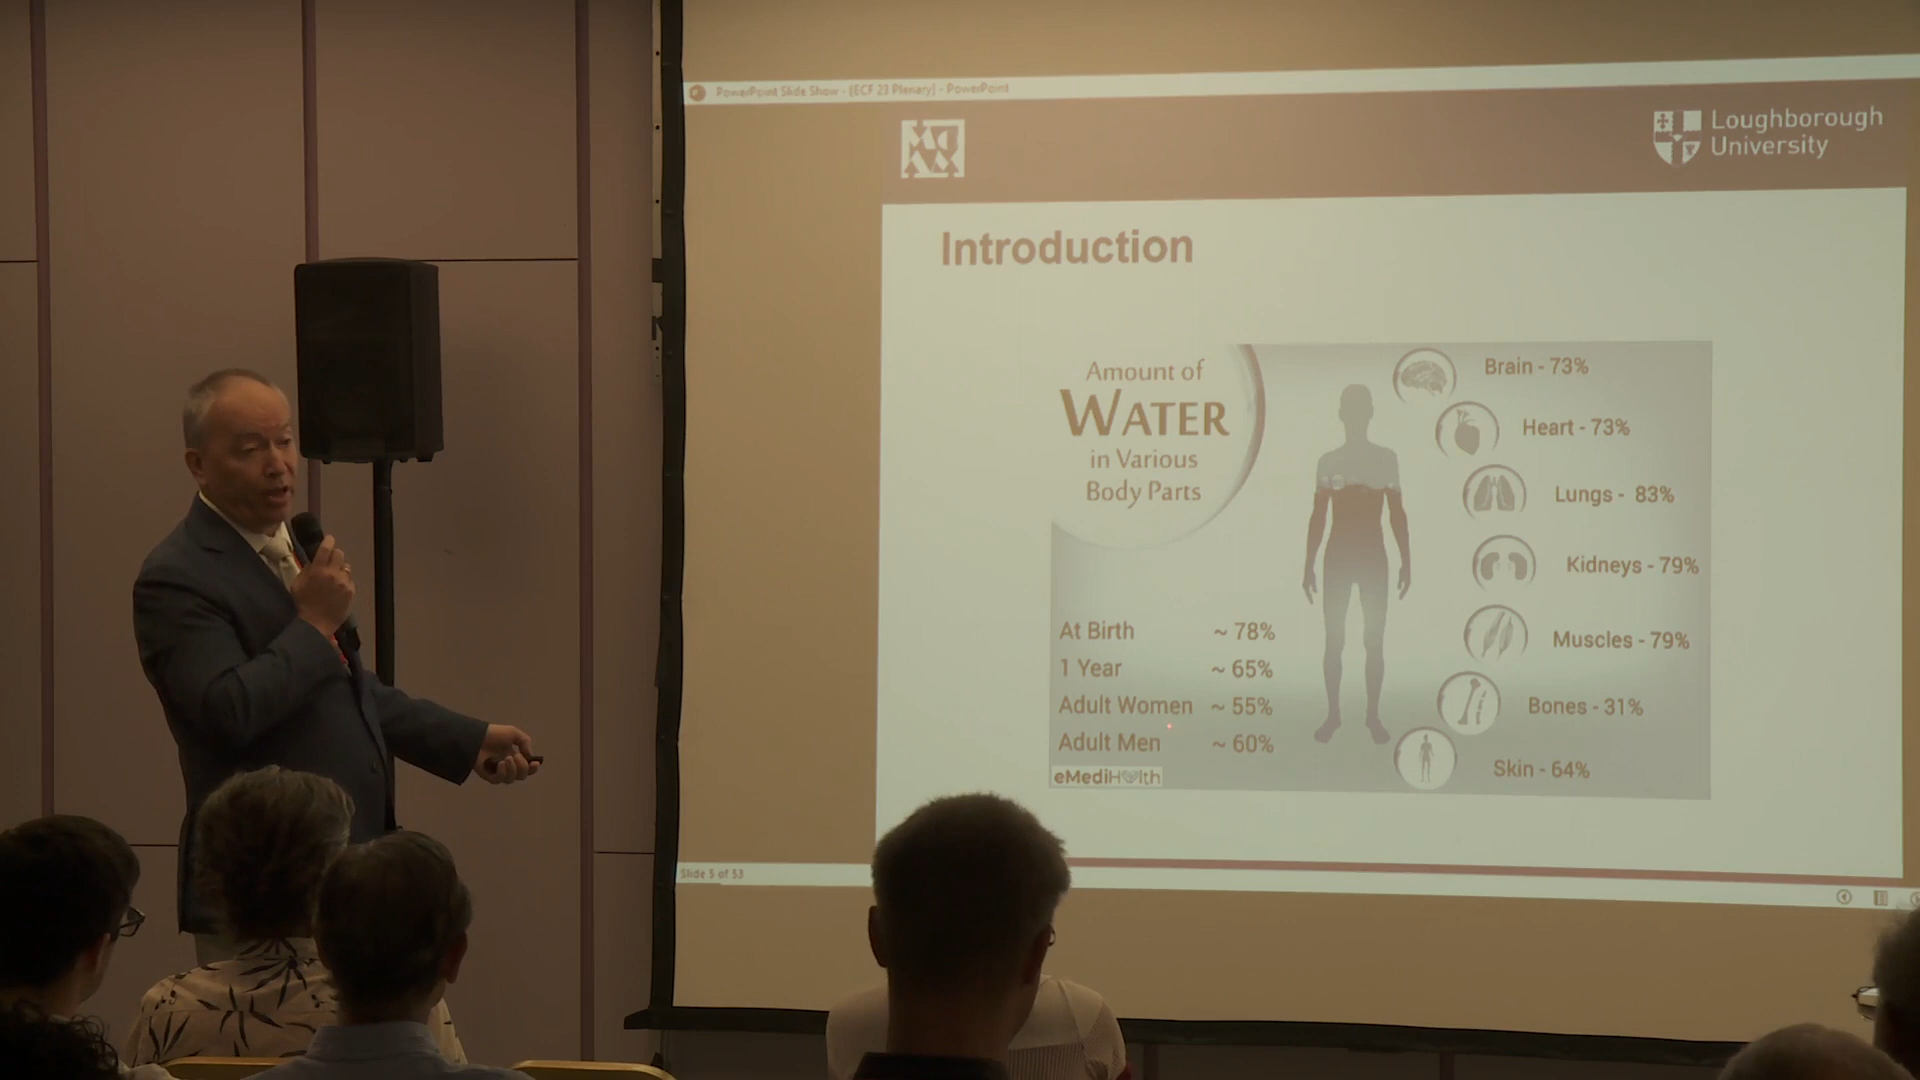 PowerPoint Slide Show - [ECF 23 Plenary] - PowerPoint
Loughborough
University
Introduction
Amount of
WATER
in Various
Body Parts
Brain - 73%
Heart - 73%
Lungs - 83%
Kidneys - 79%
Muscles - 79%
Bones - 31%
Skin - 64%
At Birth ~ 78%
1 Year ~ 65%
Adult Women ~ 55%
Adult Men ~ 60%
eMediHealth
Slide 5 of 53